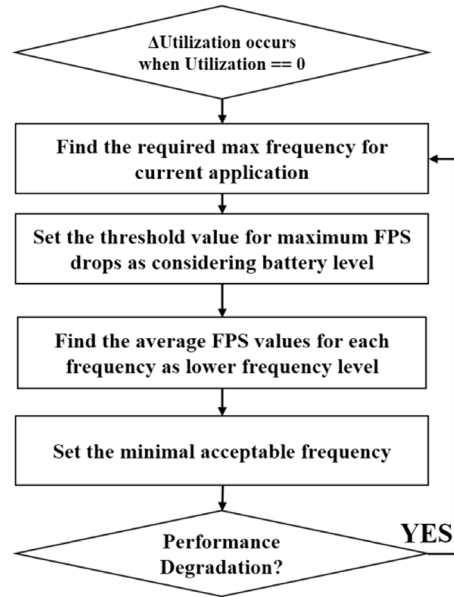 ΔUtilization occurs
when Utilization == 0
Find the required max frequency for
current application
Set the threshold value for maximum FPS
drops as considering battery level
Find the average FPS values for each
frequency as lower frequency level
Set the minimal acceptable frequency
YES
Performance
Degradation?